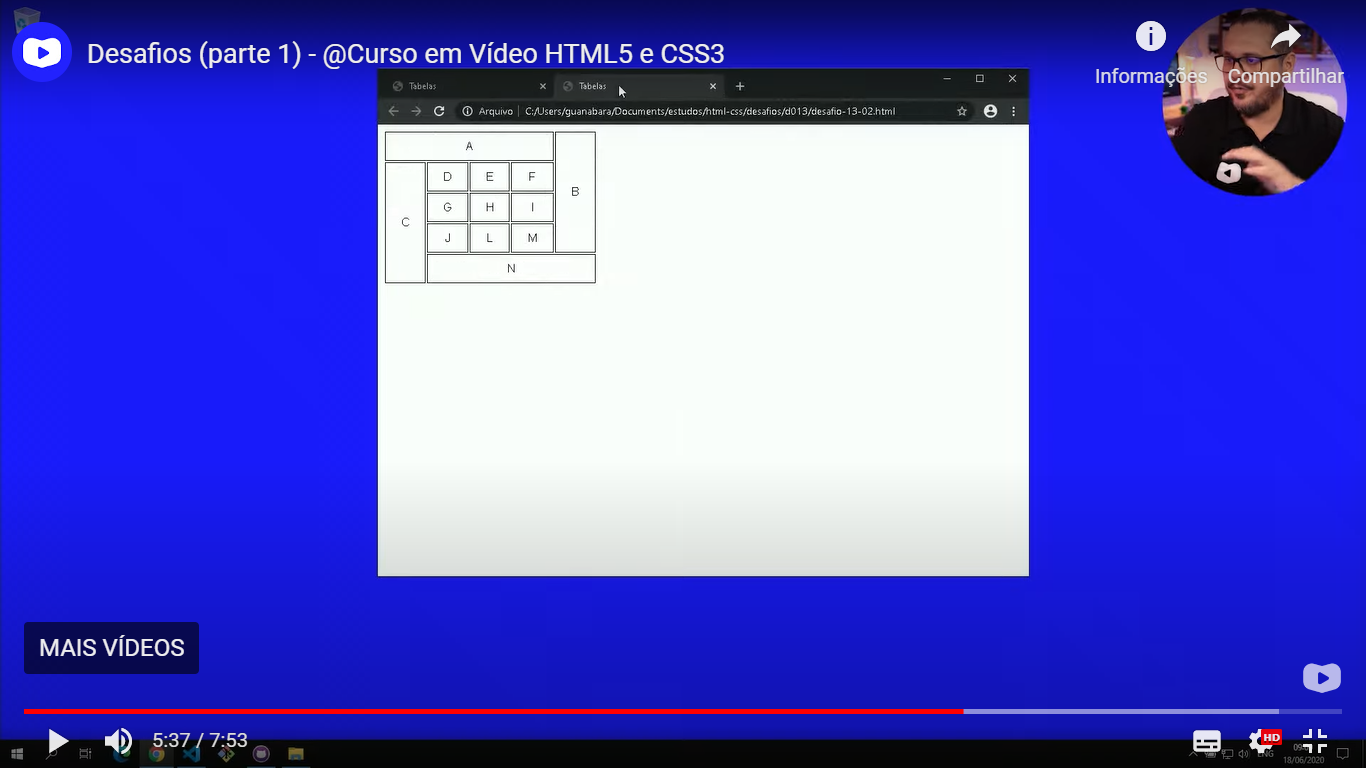 Desafios (parte 1) - @Curso em Vídeo HTML5 e CSS3
Informações
Compartilhar
Tabelas
Tabelas
Arquivo
C:/Users/guanabara/Documents/estudos/html-css/desafios/d013/desafio-13-02.html
A
B
C
D E F
G H I
J L M
N
MAIS VÍDEOS
5:37 / 7:53
HD
ENG
18/06/2020